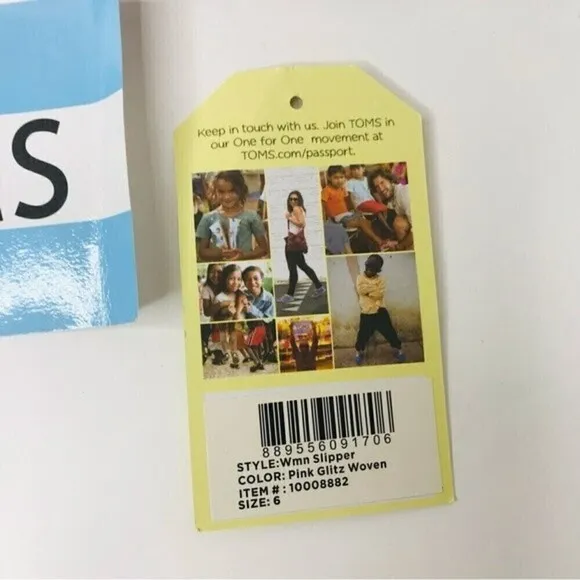 MS
Keep in touch with us. Join TOMS in
our One for One movement at
TOMS.com/passport.
889556091706
STYLE:Wmn Slipper
COLOR: Pink Glitz Woven
ITEM # : 10008882
SIZE: 6